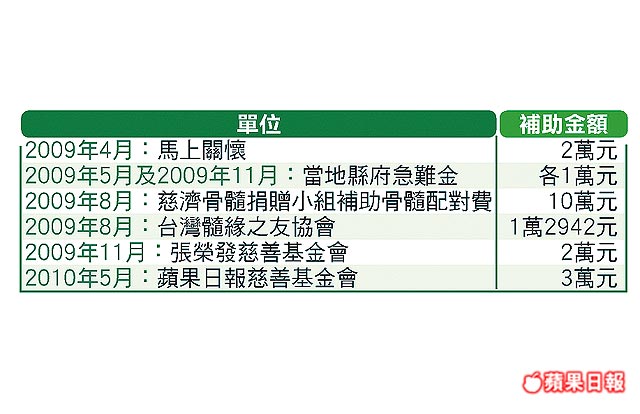 單位 補助金額
2009年4月：馬上關懷 2萬元
2009年5月及2009年11月：當地縣府急難金 各1萬元
2009年8月：慈濟骨髓捐贈小組補助骨髓配對費 10萬元
2009年8月：台灣髓緣之友協會 1萬2942元
2009年11月：張榮發慈善基金會 2萬元
2010年5月：蘋果日報慈善基金會 3萬元
蘋果日報